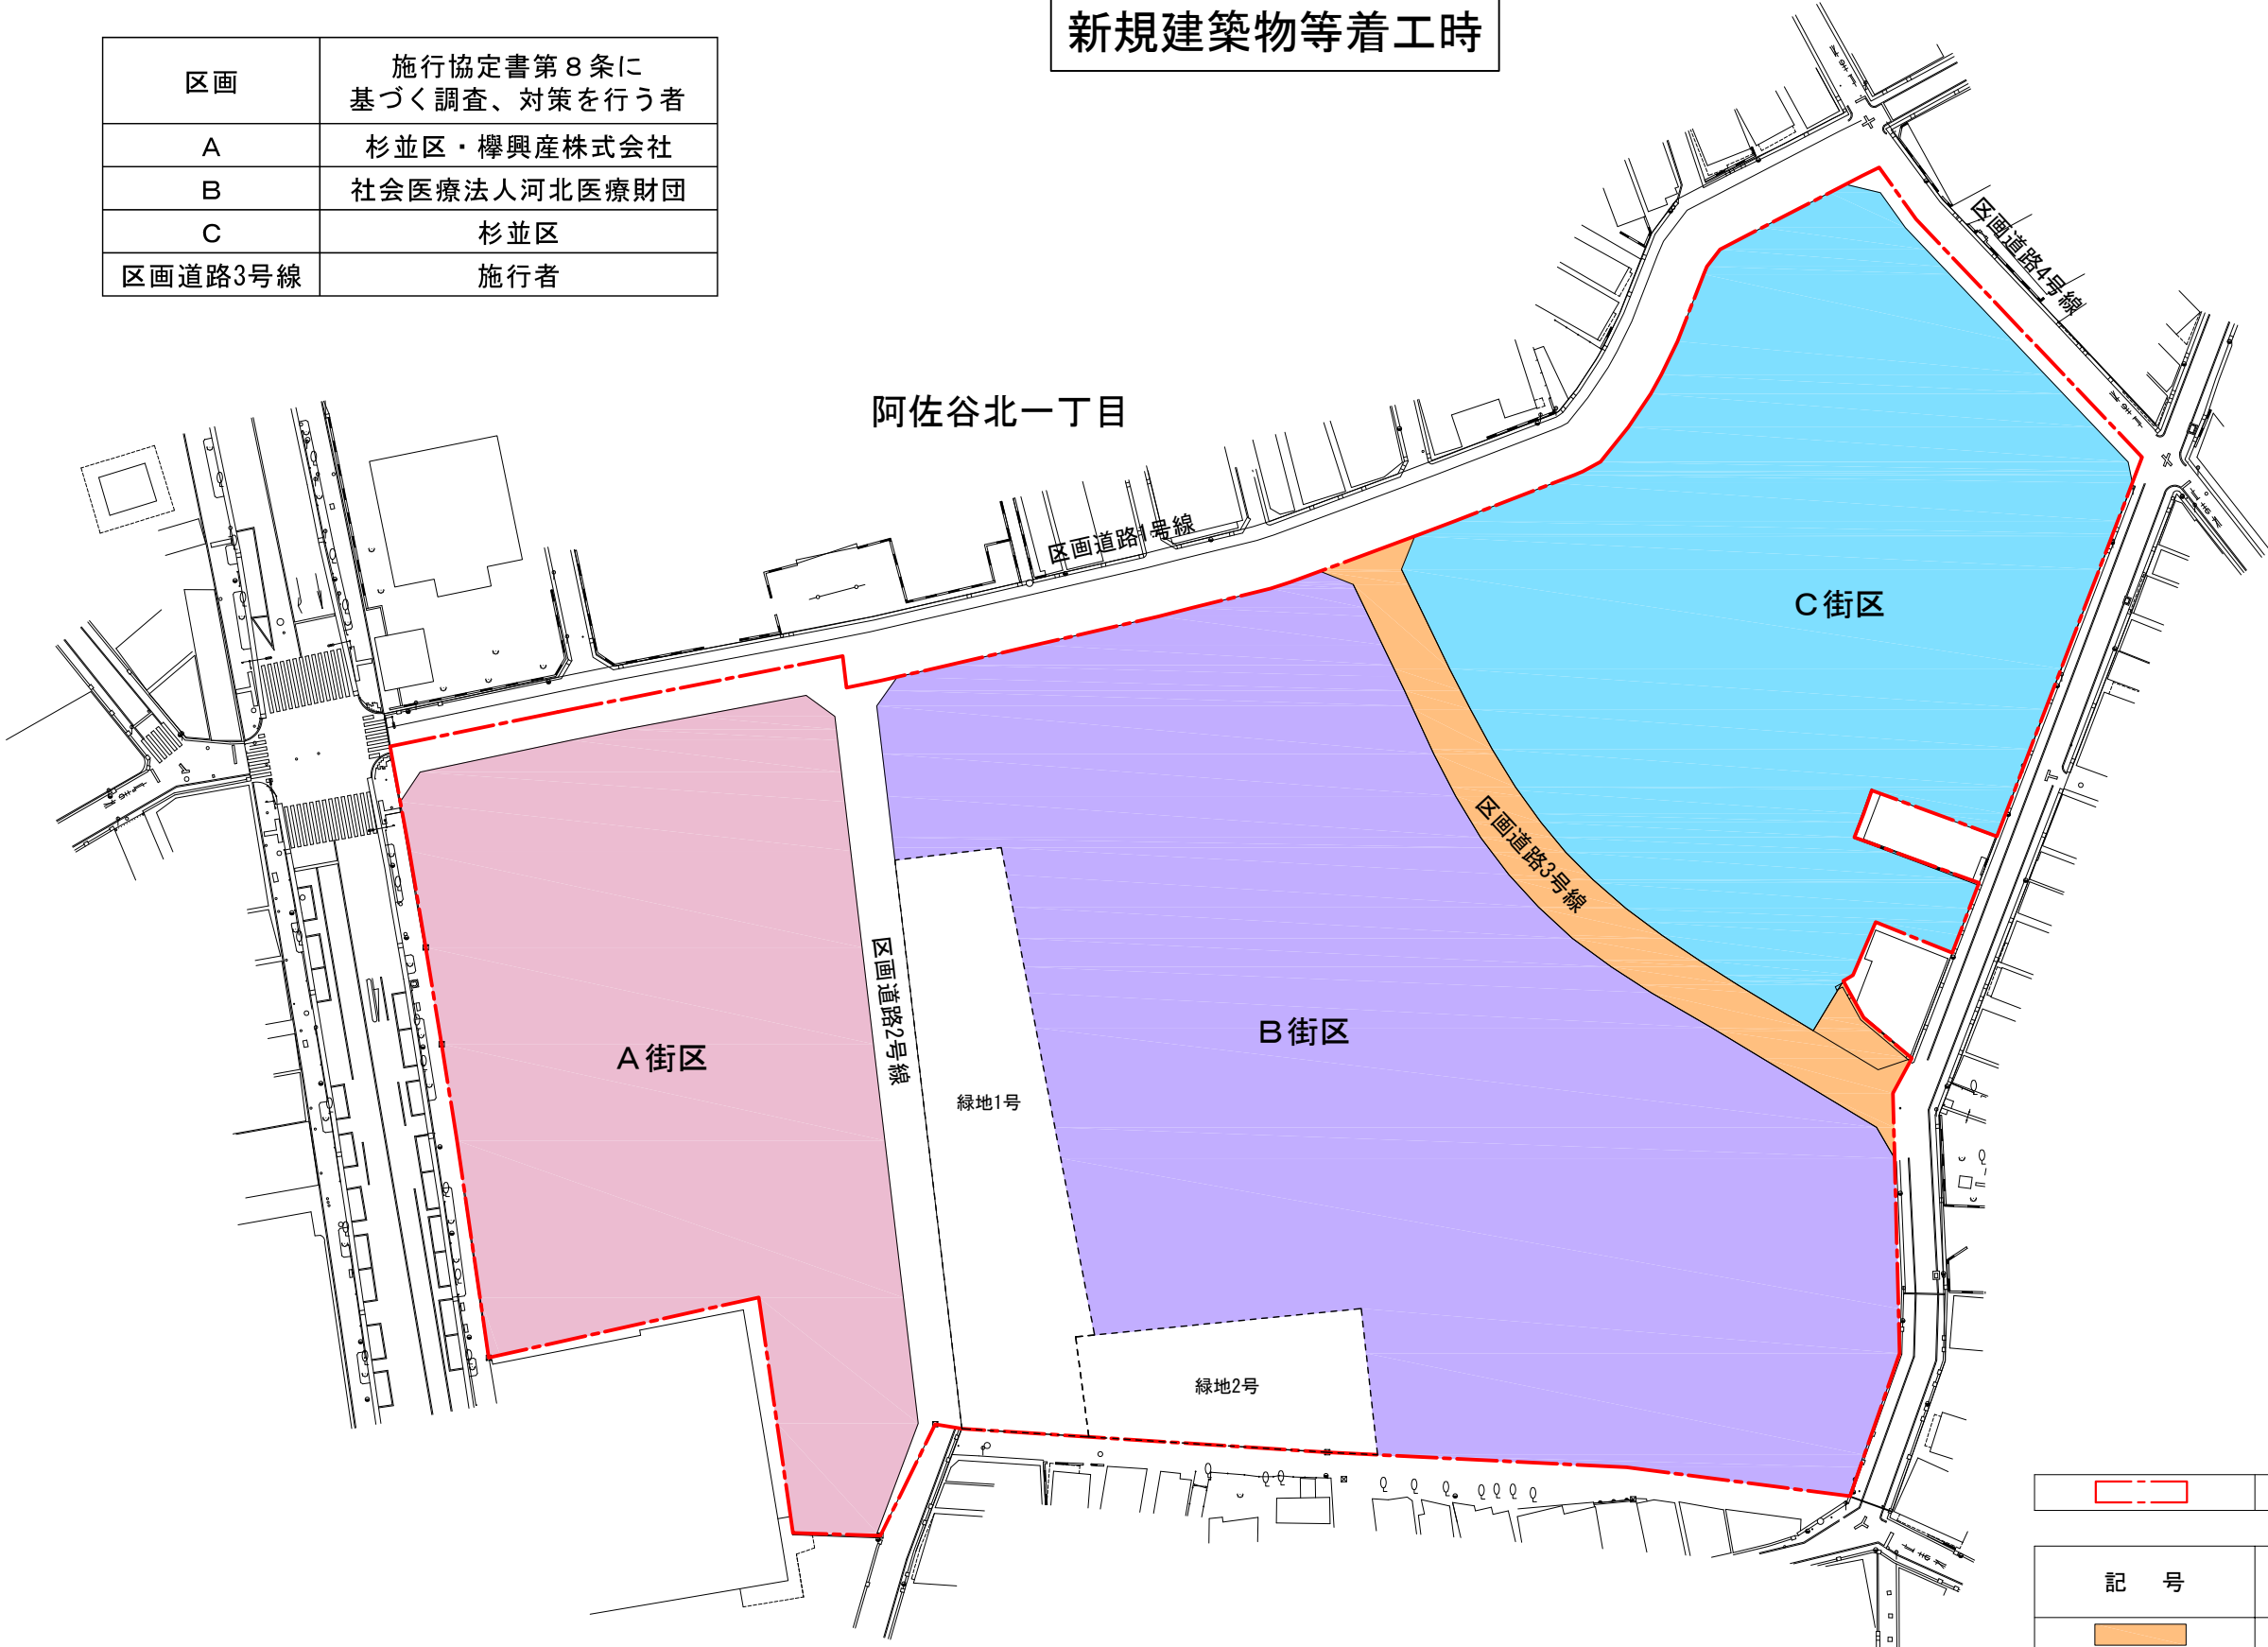 新規建築物等着工時
区画
施行協定書第８条に
基づく調査、対策を行う者
A
杉並区・欅興産株式会社
B
社会医療法人河北医療財団
C
杉並区
区画道路3号線
施行者
阿佐谷北一丁目
区画道路4号線
区画道路1号線
C街区
区画道路3号線
区画道路2号線
B街区
A街区
緑地1号
緑地2号
記 号